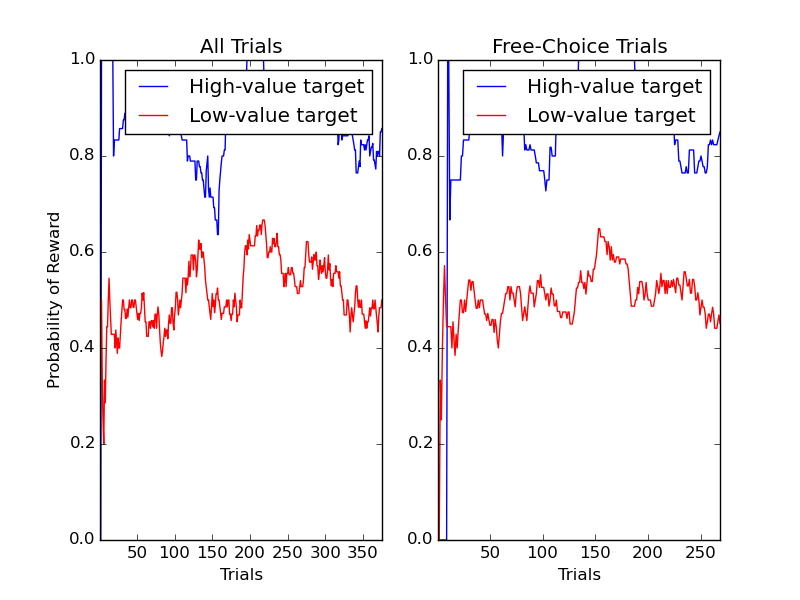 All Trials
Free-Choice Trials
Probability of Reward
1.0
0.8
0.6
0.4
0.2
0.0
High-value target
Low-value target
50 100 150 200 250 300 350
Trials
1.0
0.8
0.6
0.4
0.2
0.0
High-value target
Low-value target
50 100 150 200 250
Trials